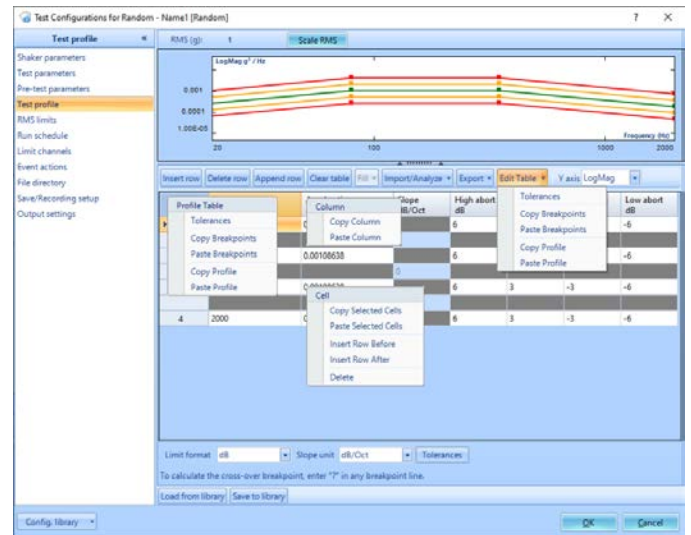 Test Configurations for Random - Name1 [Random]
? ×
Test profile «
Shaker parameters
Test parameters
Pre-test parameters
Test profile
RMS limits
Run schedule
Limit channels
Event actions
File directory
Save/Recording setup
Output settings
RMS (g): 1 Scale RMS
LogMag g² / Hz
0.001
0.0001
1.00E-05
20 100 1000 2000
Frequency (Hz)
Insert row Delete row Append row Clear table Fill Import/Analyze Export Edit Table Y axis LogMag
Slope dB/Oct High abort dB Low abort dB
Profile Table
Tolerances
Copy Breakpoints
Paste Breakpoints
Copy Profile
Paste Profile
Column
Copy Column
Paste Column
Tolerances
Copy Breakpoints
Paste Breakpoints
Copy Profile
Paste Profile
6 -6
0.00108638 6 -6
0
6 3 -3 -6
4 2000 6 3 -3 -6
Cell
Copy Selected Cells
Paste Selected Cells
Insert Row Before
Insert Row After
Delete
Limit format dB Slope unit dB/Oct Tolerances
To calculate the cross-over breakpoint, enter "?" in any breakpoint line.
Load from library Save to library
Config. library OK Cancel